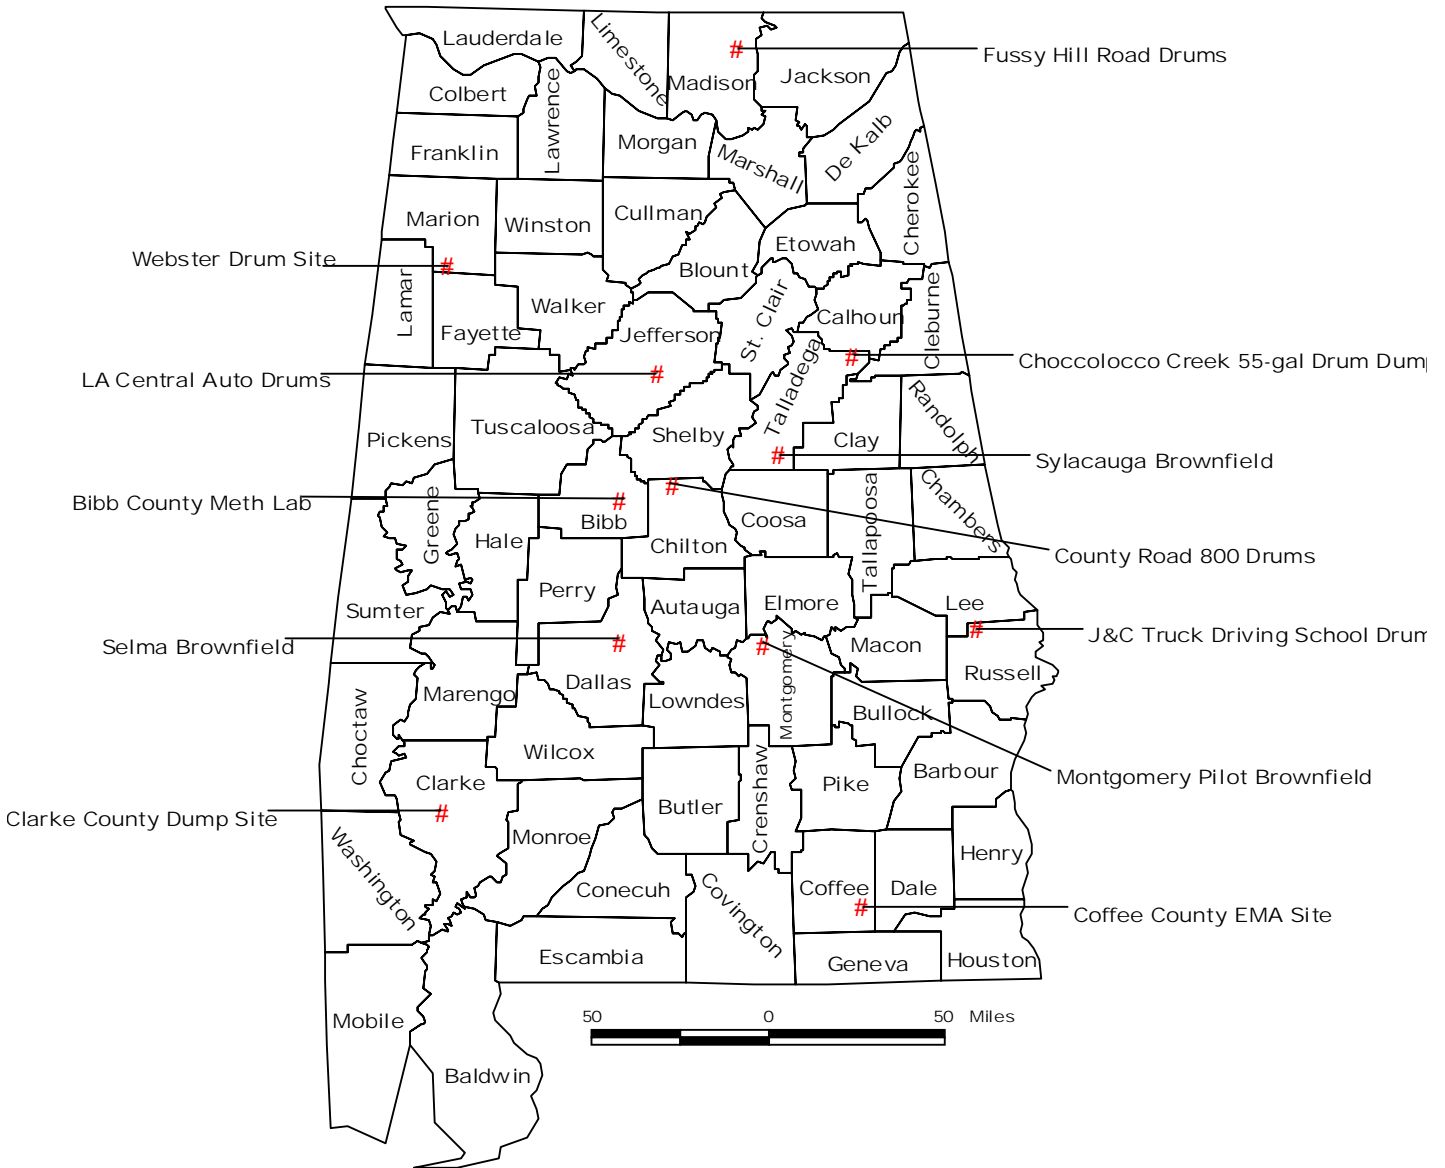 Lauderdale
Limestone
Madison
#
Fussy Hill Road Drums
Jackson
Colbert
Lawrence
Franklin
Morgan
Marshall
De Kalb
Cherokee
Marion
Winston
Cullman
Blount
Etowah
Webster Drum Site
#
Lamar
Fayette
Walker
Jefferson
St. Clair
Calhoun
Cleburne
#
Choccolocco Creek 55-gal Drum Dump
LA Central Auto Drums
#
Talladega
Pickens
Tuscaloosa
Shelby
Clay
Randolph
#
Sylacauga Brownfield
Bibb County Meth Lab
#
#
County Road 800 Drums
Greene
Hale
Bibb
Chilton
Coosa
Tallapoosa
Chambers
Sumter
Perry
Autauga
Elmore
Lee
#
J&C Truck Driving School Drum
Selma Brownfield
#
#
Montgomery Pilot Brownfield
Macon
Russell
Marengo
Dallas
Lowndes
Montgomery
Bullock
Choctaw
Wilcox
Crenshaw
Pike
Barbour
Clarke
Butler
Clarke County Dump Site
#
Washington
Monroe
Conecuh
Covington
Coffee
Dale
Henry
#
Coffee County EMA Site
Escambia
Geneva
Houston
Mobile
Baldwin
50 0 50 Miles